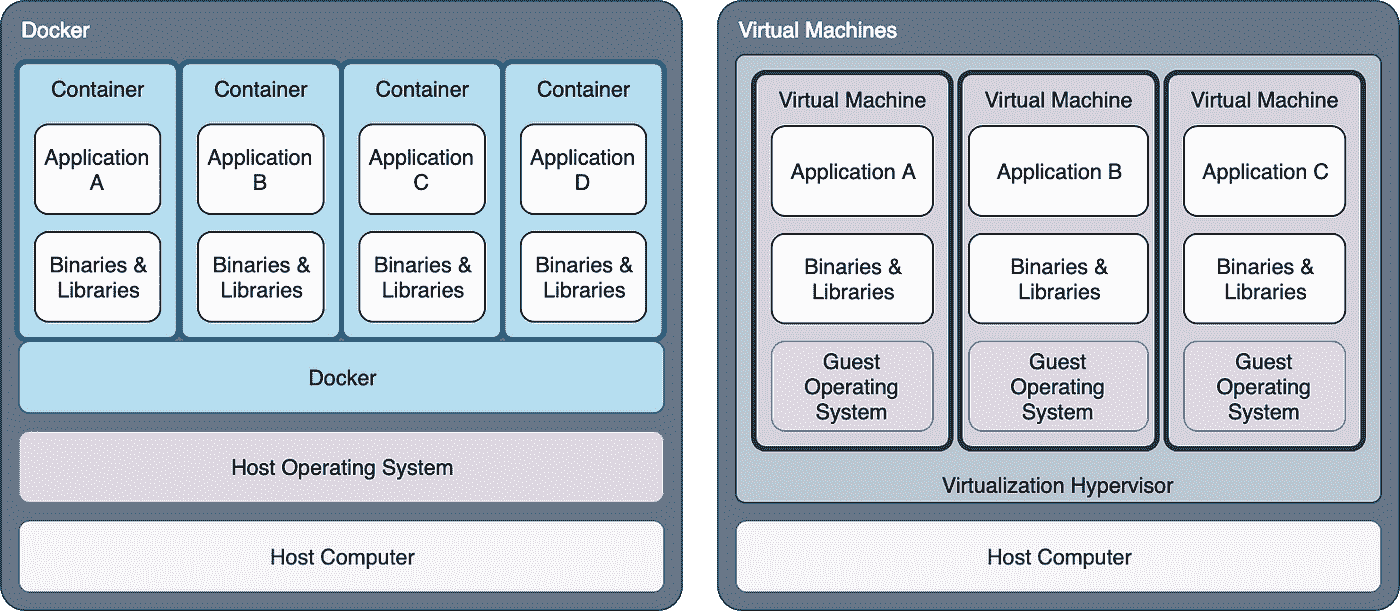 Docker
Container
Application
A
Binaries &
Libraries
Container
Application
B
Binaries &
Libraries
Container
Application
C
Binaries &
Libraries
Container
Application
D
Binaries &
Libraries
Docker
Host Operating System
Host Computer
Virtual Machines
Virtual Machine
Application A
Binaries &
Libraries
Guest
Operating
System
Virtual Machine
Application B
Binaries &
Libraries
Guest
Operating
System
Virtual Machine
Application C
Binaries &
Libraries
Guest
Operating
System
Virtualization Hypervisor
Host Computer